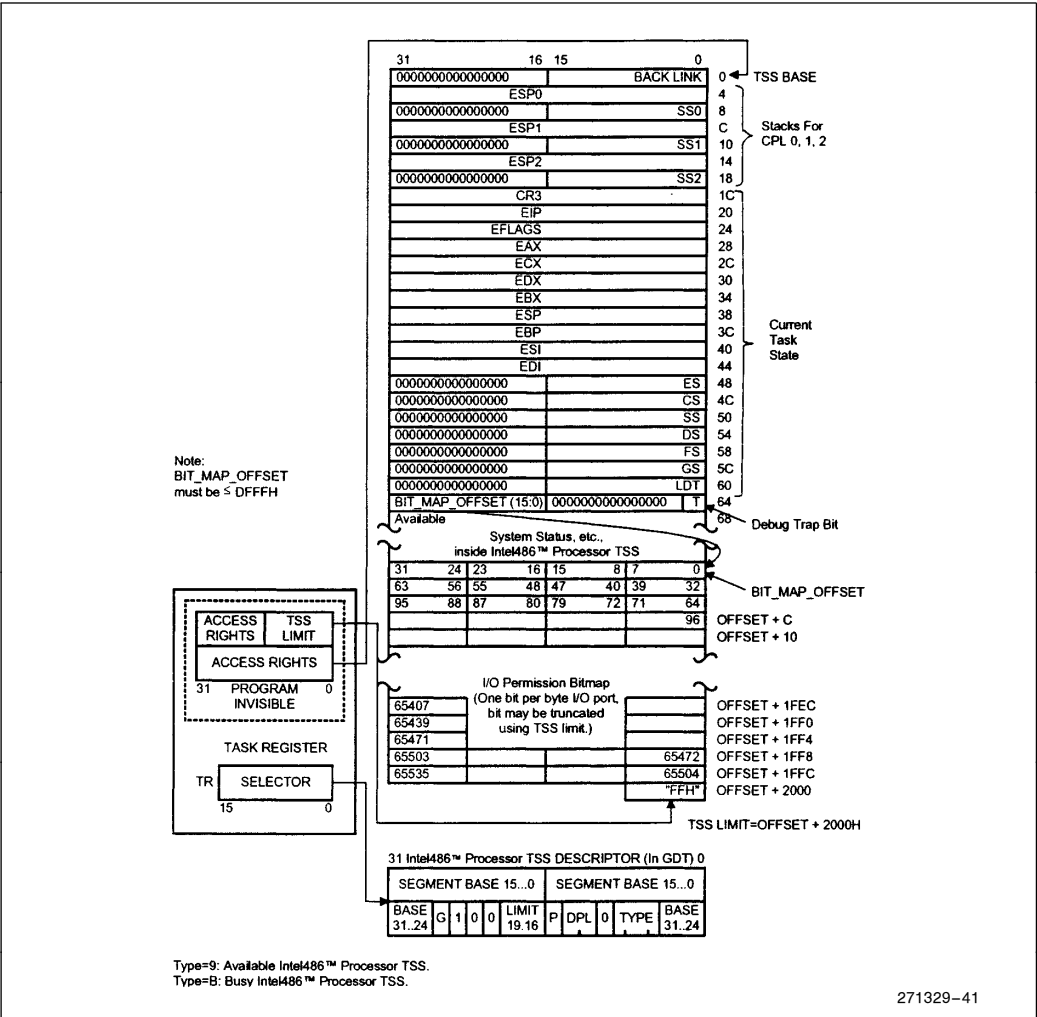 31 16 15 0
0000000000000000 BACK LINK 0 TSS BASE
ESP0 4
0000000000000000 SS0 8
ESP1 C Stacks For
0000000000000000 SS1 10 CPL 0, 1, 2
ESP2 14
0000000000000000 SS2 18
CR3 1C
EIP 20
EFLAGS 24
EAX 28
ECX 2C
EDX 30
EBX 34
ESP 38
EBP 3C Current
ESI 40 Task
EDI 44 State
0000000000000000 ES 48
0000000000000000 CS 4C
0000000000000000 SS 50
0000000000000000 DS 54
0000000000000000 FS 58
0000000000000000 GS 5C
0000000000000000 LDT 60
BIT_MAP_OFFSET (15:0) 0000000000000000 T 64
Available 68
Debug Trap Bit
Note:
BIT_MAP_OFFSET
must be ≤ DFFFH
System Status, etc.,
inside Intel486™ Processor TSS
31 24 23 16 15 8 7 0
63 56 55 48 47 40 39 32 BIT_MAP_OFFSET
95 88 87 80 79 72 71 64
96 OFFSET + C
OFFSET + 10
I/O Permission Bitmap
(One bit per byte I/O port,
bit may be truncated
using TSS limit.)
65407 OFFSET + 1FEC
65439 OFFSET + 1FF0
65471 OFFSET + 1FF4
65503 65472 OFFSET + 1FF8
65535 65504 OFFSET + 1FFC
"FFH" OFFSET + 2000
TSS LIMIT=OFFSET + 2000H
ACCESS RIGHTS TSS LIMIT
ACCESS RIGHTS
31 PROGRAM 0
INVISIBLE
TASK REGISTER
TR SELECTOR
15 0
31 Intel486™ Processor TSS DESCRIPTOR (In GDT) 0
SEGMENT BASE 15...0 SEGMENT BASE 15...0
BASE 31..24 G 1 0 0 LIMIT 19.16 P DPL 0 TYPE BASE 31..24
Type=9: Available Intel486™ Processor TSS.
Type=B: Busy Intel486™ Processor TSS.
271329–41